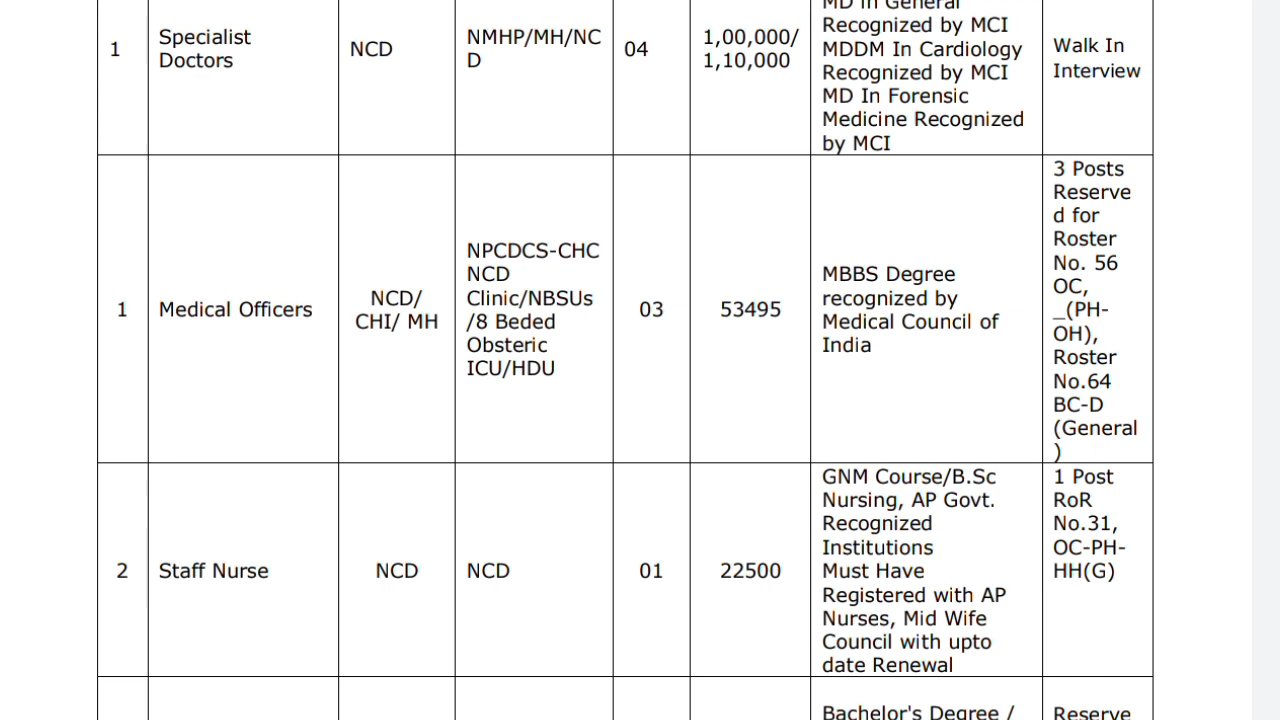 1
Specialist
Doctors
NCD
NMHP/MH/NC
D
04
1,00,000/
1,10,000
MD in General
Recognized by MCI
MDDM In Cardiology
Recognized by MCI
MD In Forensic
Medicine Recognized
by MCI
Walk In
Interview
1
Medical Officers
NCD/
CHI/ MH
NPCDCS-CHC
NCD
Clinic/NBSUs
/8 Beded
Obsteric
ICU/HDU
03
53495
MBBS Degree
recognized by
Medical Council of
India
3 Posts
Reserve
d for
Roster
No. 56
OC,
_(PH-
OH),
Roster
No.64
BC-D
(General
)
2
Staff Nurse
NCD
NCD
01
22500
GNM Course/B.Sc
Nursing, AP Govt.
Recognized
Institutions
Must Have
Registered with AP
Nurses, Mid Wife
Council with upto
date Renewal
1 Post
RoR
No.31,
OC-PH-
HH(G)
Bachelor's Degree /
Reserve